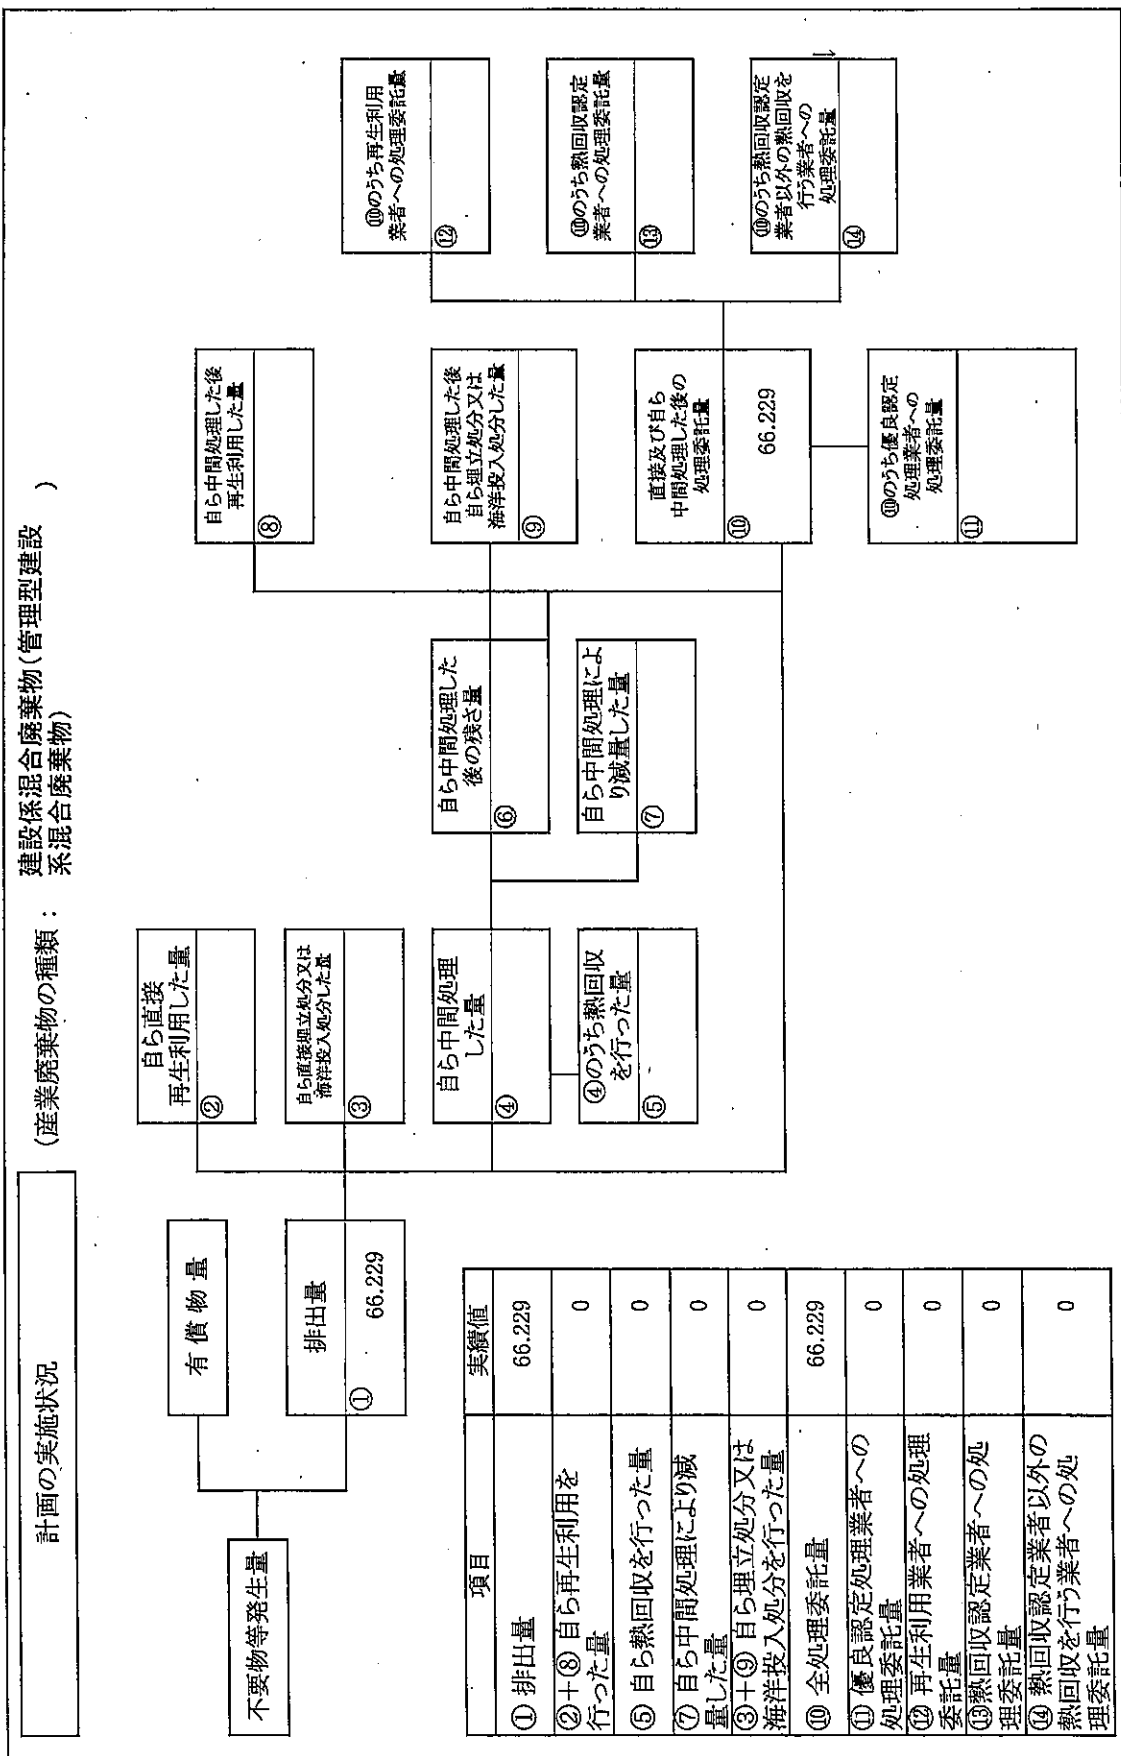 計画の実施状況
(産業廃棄物の種類：
建設係混合廃棄物(管理型建設
系混合廃棄物)
)
不要物等発生量
有償物量
排出量
①
66.229
自ら直接
再生利用した量
②
自ら直接埋立処分又は
海洋投入処分した量
③
自ら中間処理
した量
④
④のうち熱回収
を行った量
⑤
自ら中間処理した
後の残さ量
⑥
自ら中間処理によ
り減量した量
⑦
自ら中間処理した後
再生利用した量
⑧
自ら中間処理した後
自ら埋立処分又は
海洋投入処分した量
⑨
直接及び自ら
中間処理した後の
処理委託量
⑩
66.229
⑩のうち優良認定
処理業者への
処理委託量
⑪
⑩のうち再生利用
業者への処理委託量
⑫
⑩のうち熱回収認定
業者への処理委託量
⑬
⑩のうち熱回収認定
業者以外の熱回収を
行う業者への
処理委託量
⑭
項目 実績値
①排出量 66.229
②+⑧ 自ら再生利用を
行った量 0
⑤ 自ら熱回収を行った量 0
⑦ 自ら中間処理により減
量した量 0
③+⑨ 自ら埋立処分又は
海洋投入処分を行った量 0
⑩ 全処理委託量 66.229
⑪ 優良認定処理業者への
処理委託量 0
⑫ 再生利用業者への処理
委託量 0
⑬熱回収認定業者への処
理委託量 0
⑭ 熱回収認定業者以外の
熱回収を行う業者への処
理委託量 0